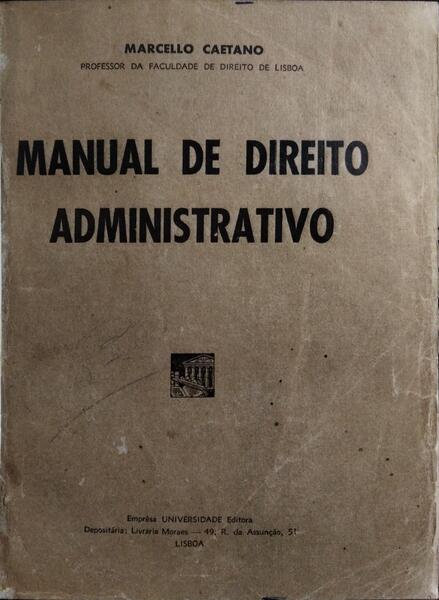 MARCELLO CAETANO
PROFESSOR DA FACULDADE DE DIREITO DE LISBOA
MANUAL DE DIREITO
ADMINISTRATIVO
Emprêsa UNIVERSIDADE Editora
Depositária: Livraria Moraes — 49, R. da Assunção, 51
LISBOA